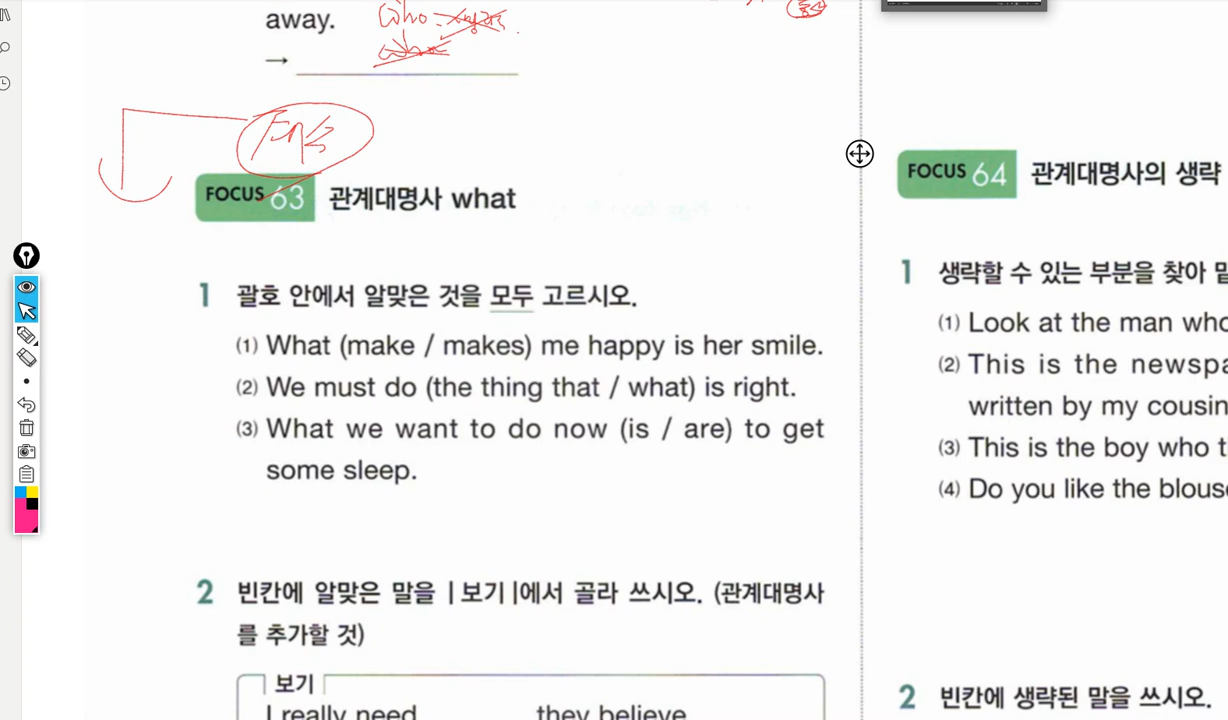 away.
→
FOCUS 63 관계대명사 what
1 괄호 안에서 알맞은 것을 모두 고르시오.
(1) What (make / makes) me happy is her smile.
(2) We must do (the thing that / what) is right.
(3) What we want to do now (is / are) to get
some sleep.
2 빈칸에 알맞은 말을 | 보기 |에서 골라 쓰시오. (관계대명사
를 추가할 것)
보기
I really need they believe
FOCUS 64 관계대명사의 생략
1 생략할 수 있는 부분을 찾아
(1) Look at the man
(2) This is the
written by my cousin
(3) This is the boy who
(4) Do you like the
2 빈칸에 생략된 말을 쓰시오.